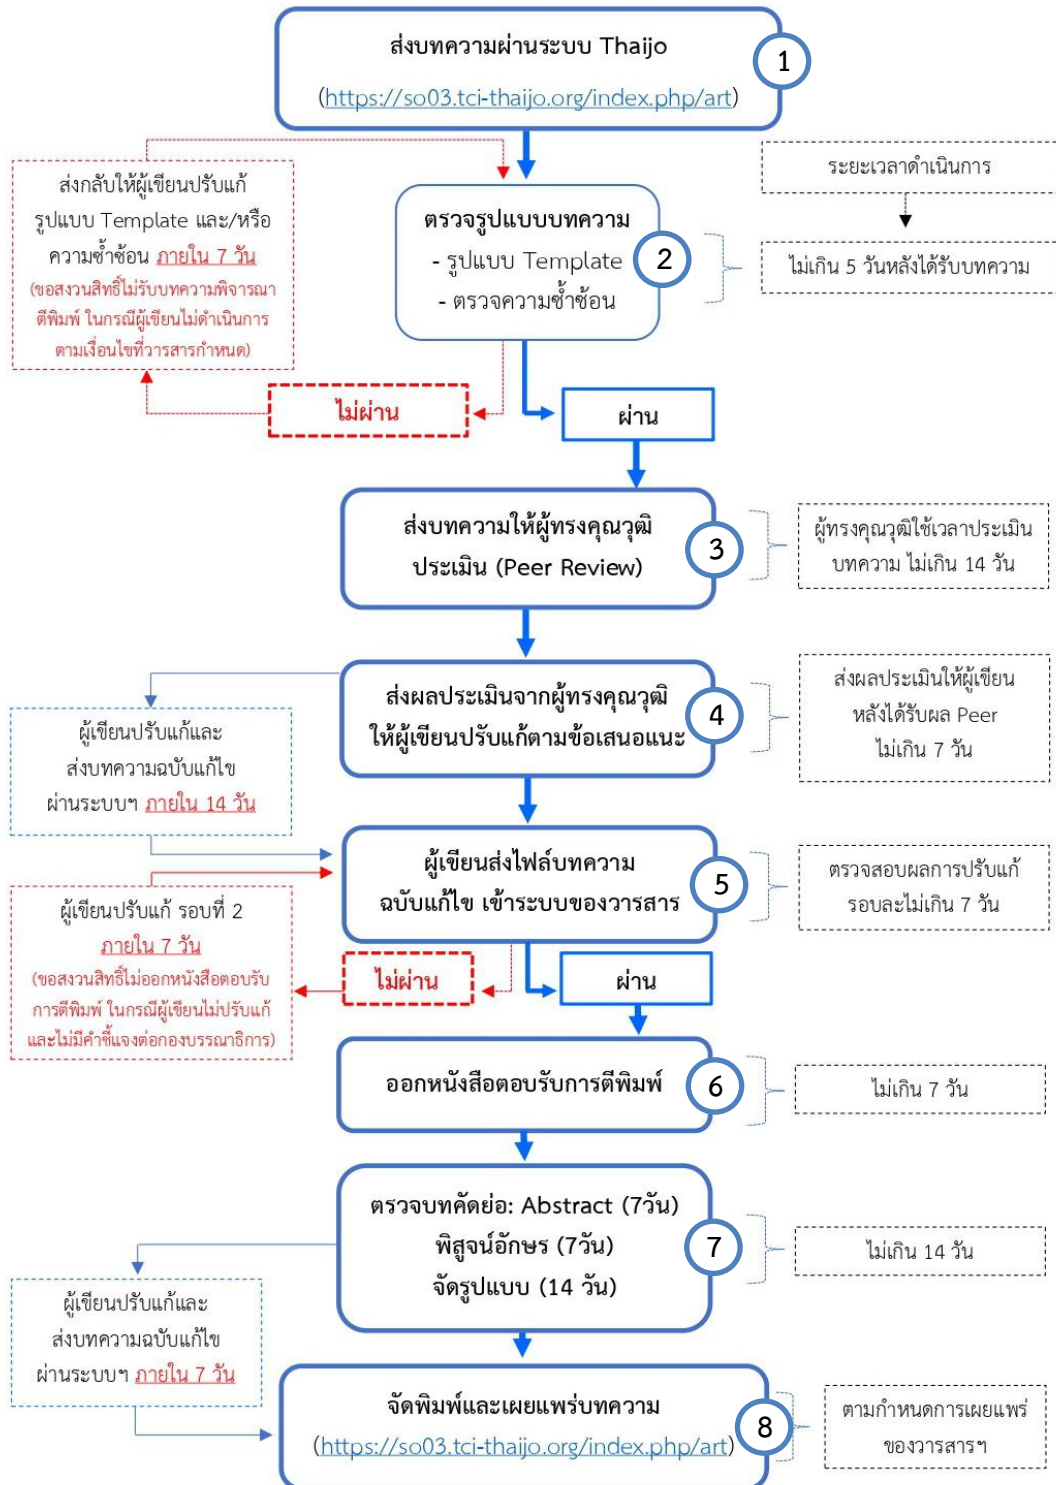 ส่งบทความผ่านระบบ Thaijo
(https://so03.tci-thaijo.org/index.php/art)
1
ส่งกลับให้ผู้เขียนปรับแก้
รูปแบบ Template และ/หรือ
ความซ้ำซ้อน ภายใน 7 วัน
(ขอสงวนสิทธิ์ไม่รับบทความพิจารณา
ตีพิมพ์ ในกรณีผู้เขียนไม่ดำเนินการ
ตามเงื่อนไขที่วารสารกำหนด)
ตรวจรูปแบบบทความ
- รูปแบบ Template
- ตรวจความซ้ำซ้อน
2
ระยะเวลาดำเนินการ
ไม่เกิน 5 วันหลังได้รับบทความ
ไม่ผ่าน
ผ่าน
ส่งบทความให้ผู้ทรงคุณวุฒิ
ประเมิน (Peer Review)
3
ผู้ทรงคุณวุฒิใช้เวลาประเมิน
บทความ ไม่เกิน 14 วัน
ส่งผลประเมินจากผู้ทรงคุณวุฒิ
ให้ผู้เขียนปรับแก้ตามข้อเสนอแนะ
4
ส่งผลประเมินให้ผู้เขียน
หลังได้รับผล Peer
ไม่เกิน 7 วัน
ผู้เขียนปรับแก้และ
ส่งบทความฉบับแก้ไข
ผ่านระบบฯ ภายใน 14 วัน
ผู้เขียนส่งไฟล์บทความ
ฉบับแก้ไข เข้าระบบของวารสาร
5
ตรวจสอบผลการปรับแก้
รอบละไม่เกิน 7 วัน
ผู้เขียนปรับแก้ รอบที่ 2
ภายใน 7 วัน
(ขอสงวนสิทธิ์ไม่ออกหนังสือตอบรับ
การตีพิมพ์ ในกรณีผู้เขียนไม่ปรับแก้
และไม่มีคำชี้แจงต่อกองบรรณาธิการ)
ไม่ผ่าน
ผ่าน
ออกหนังสือตอบรับการตีพิมพ์
6
ไม่เกิน 7 วัน
ตรวจบทคัดย่อ: Abstract (7วัน)
พิสูจน์อักษร (7วัน)
จัดรูปแบบ (14 วัน)
7
ไม่เกิน 14 วัน
ผู้เขียนปรับแก้และ
ส่งบทความฉบับแก้ไข
ผ่านระบบฯ ภายใน 7 วัน
จัดพิมพ์และเผยแพร่บทความ
(https://so03.tci-thaijo.org/index.php/art)
8
ตามกำหนดการเผยแพร่
ของวารสารฯ